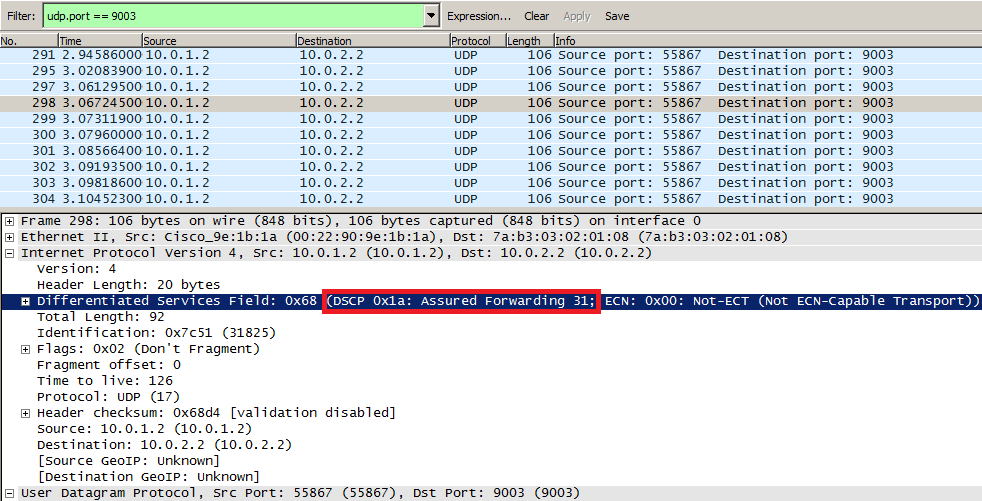 Filter: udp.port == 9003 Expression... Clear Apply Save
No. Time Source Destination Protocol Length Info
291 2.94586000 10.0.1.2 10.0.2.2 UDP 106 Source port: 55867 Destination port: 9003
295 3.02083900 10.0.1.2 10.0.2.2 UDP 106 Source port: 55867 Destination port: 9003
297 3.06129500 10.0.1.2 10.0.2.2 UDP 106 Source port: 55867 Destination port: 9003
298 3.06724500 10.0.1.2 10.0.2.2 UDP 106 Source port: 55867 Destination port: 9003
299 3.07311900 10.0.1.2 10.0.2.2 UDP 106 Source port: 55867 Destination port: 9003
300 3.07960000 10.0.1.2 10.0.2.2 UDP 106 Source port: 55867 Destination port: 9003
301 3.08566400 10.0.1.2 10.0.2.2 UDP 106 Source port: 55867 Destination port: 9003
302 3.09193500 10.0.1.2 10.0.2.2 UDP 106 Source port: 55867 Destination port: 9003
303 3.09818600 10.0.1.2 10.0.2.2 UDP 106 Source port: 55867 Destination port: 9003
304 3.10452300 10.0.1.2 10.0.2.2 UDP 106 Source port: 55867 Destination port: 9003
Frame 298: 106 bytes on wire (848 bits), 106 bytes captured (848 bits) on interface 0
Ethernet II, Src: Cisco_9e:1b:1a (00:22:90:9e:1b:1a), Dst: 7a:b3:03:02:01:08 (7a:b3:03:02:01:08)
Internet Protocol Version 4, Src: 10.0.1.2 (10.0.1.2), Dst: 10.0.2.2 (10.0.2.2)
Version: 4
Header Length: 20 bytes
Differentiated Services Field: 0x68 (DSCP 0x1a: Assured Forwarding 31; ECN: 0x00: Not-ECT (Not ECN-Capable Transport))
Total Length: 92
Identification: 0x7c51 (31825)
Flags: 0x02 (Don't Fragment)
Fragment offset: 0
Time to live: 126
Protocol: UDP (17)
Header checksum: 0x68d4 [validation disabled]
Source: 10.0.1.2 (10.0.1.2)
Destination: 10.0.2.2 (10.0.2.2)
[Source GeoIP: Unknown]
[Destination GeoIP: Unknown]
User Datagram Protocol, Src Port: 55867 (55867), Dst Port: 9003 (9003)